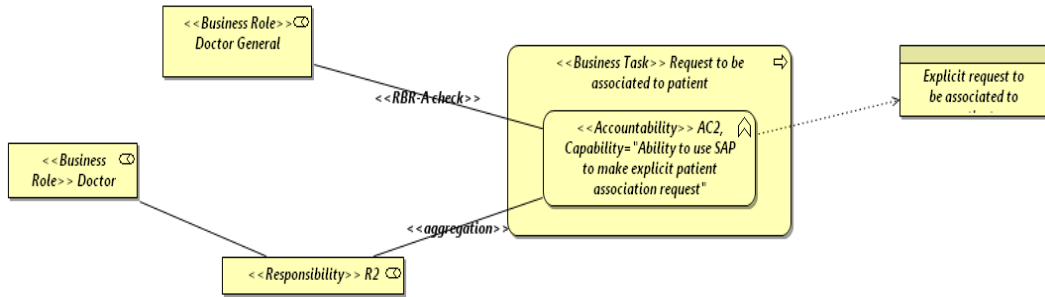 <<Business Role>>
Doctor General
<<Business Task>> Request to be
associated to patient
Explicit request to
be associated to
<<RBR-A check>>
<<Accountability>> AC2,
Capability="Ability to use SAP
to make explicit patient
association request"
<<Business
Role>> Doctor
<<aggregation>>
<<Responsibility>> R2